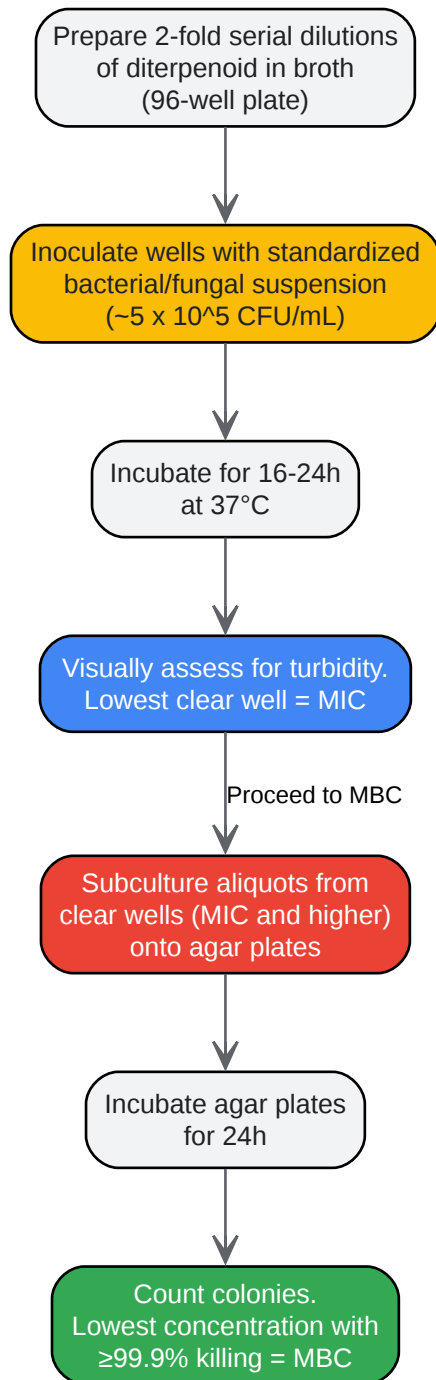 Prepare 2-fold serial dilutions
of diterpenoid in broth
(96-well plate)
Inoculate wells with standardized
bacterial/fungal suspension
(~5 x 10^5 CFU/mL)
Incubate for 16-24h
at 37°C
Visually assess for turbidity.
Lowest clear well = MIC
Proceed to MBC
Subculture aliquots from
clear wells (MIC and higher)
onto agar plates
Incubate agar plates
for 24h
Count colonies.
Lowest concentration with
≥99.9% killing = MBC